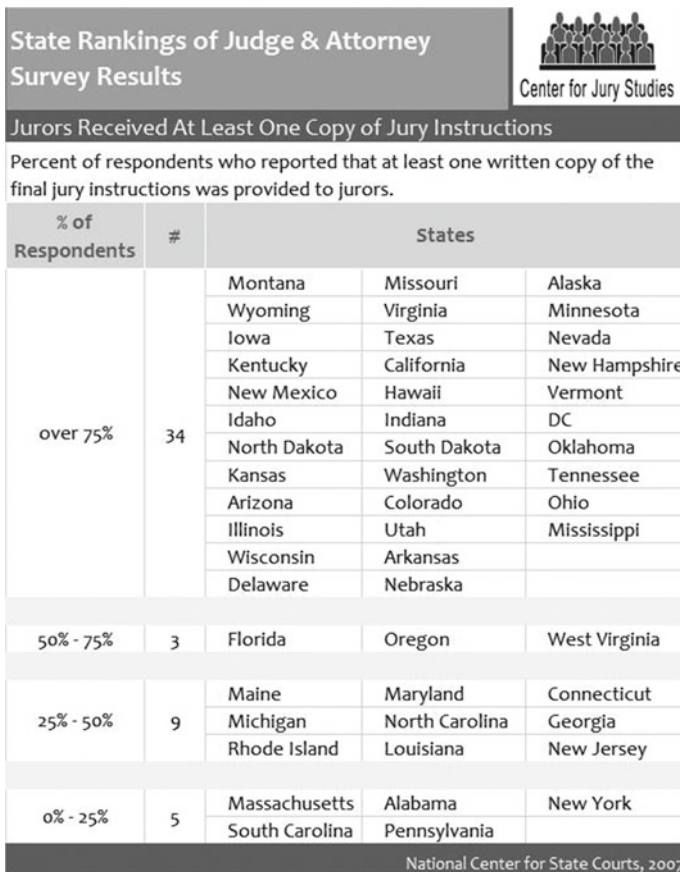 State Rankings of Judge & Attorney
Survey Results
Center for Jury Studies
Jurors Received At Least One Copy of Jury Instructions
Percent of respondents who reported that at least one written copy of the
final jury instructions was provided to jurors.
% of
Respondents
#
States
over 75%
34
Montana Missouri Alaska
Wyoming Virginia Minnesota
Iowa Texas Nevada
Kentucky California New Hampshire
New Mexico Hawaii Vermont
Idaho Indiana DC
North Dakota South Dakota Oklahoma
Kansas Washington Tennessee
Arizona Colorado Ohio
Illinois Utah Mississippi
Wisconsin Arkansas
Delaware Nebraska
50% - 75% 3 Florida Oregon West Virginia
25% - 50%
9
Maine Maryland Connecticut
Michigan North Carolina Georgia
Rhode Island Louisiana New Jersey
0% - 25%
5
Massachusetts Alabama New York
South Carolina Pennsylvania
National Center for State Courts, 2007